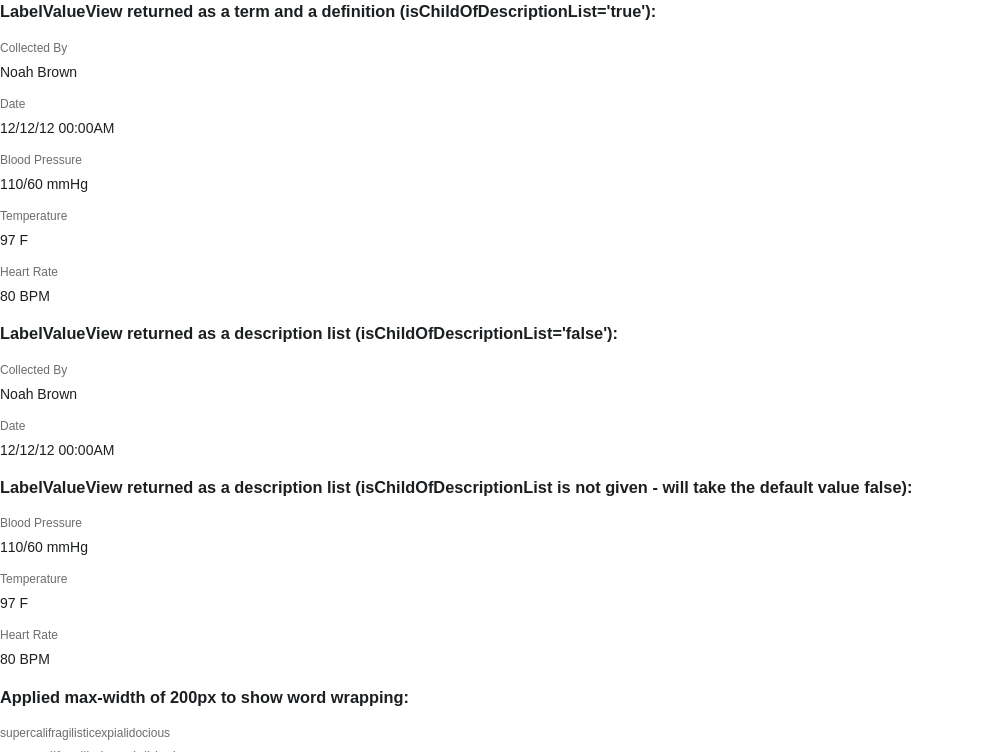 LabelValueView returned as a term and a definition (isChildOfDescriptionList='true'):
Collected By
Noah Brown
Date
12/12/12 00:00AM
Blood Pressure
110/60 mmHg
Temperature
97 F
Heart Rate
80 BPM
LabelValueView returned as a description list (isChildOfDescriptionList='false'):
Collected By
Noah Brown
Date
12/12/12 00:00AM
LabelValueView returned as a description list (isChildOfDescriptionList is not given - will take the default value false):
Blood Pressure
110/60 mmHg
Temperature
97 F
Heart Rate
80 BPM
Applied max-width of 200px to show word wrapping:
supercalifragilisticexpialidocious